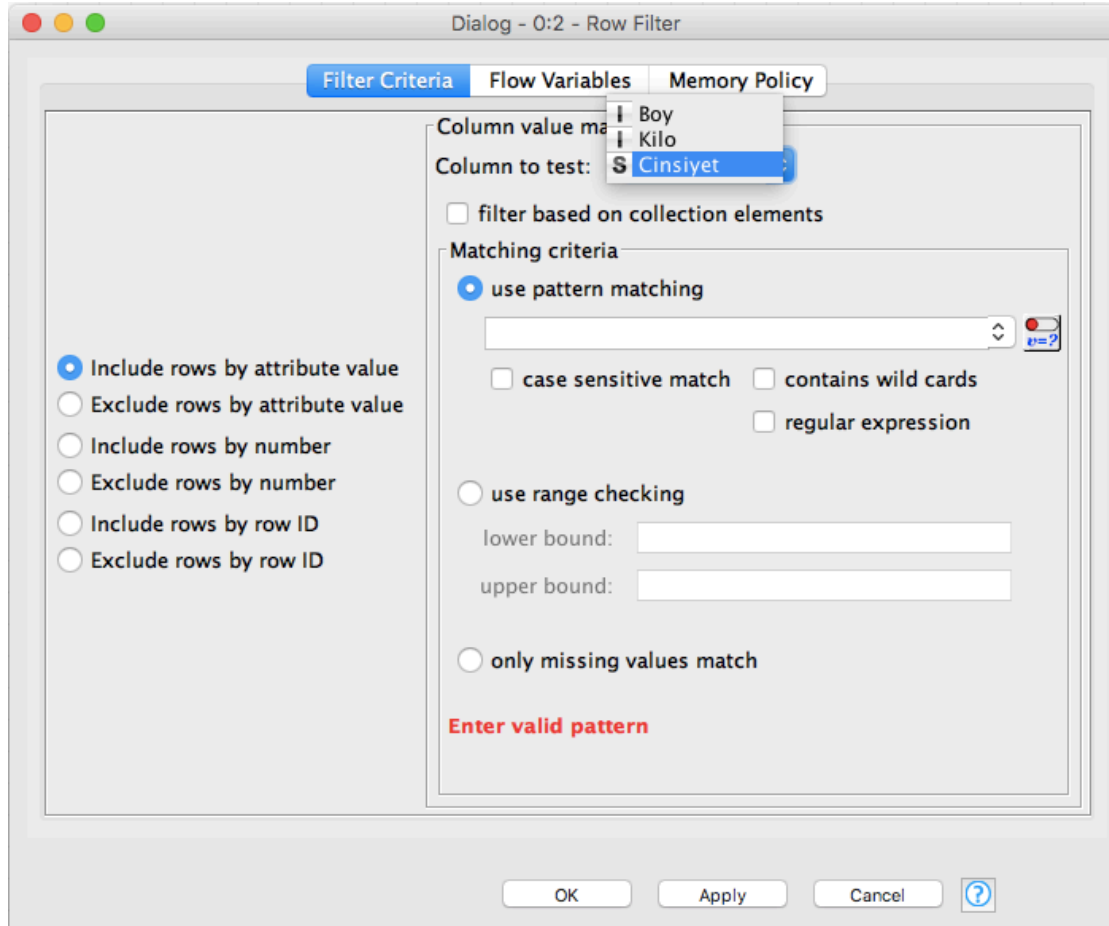 Dialog - 0:2 - Row Filter
Filter Criteria Flow Variables Memory Policy
Column value ma
Boy
Kilo
Column to test: S Cinsiyet
filter based on collection elements
Matching criteria
use pattern matching
v=?
case sensitive match contains wild cards
regular expression
Include rows by attribute value
Exclude rows by attribute value
Include rows by number
Exclude rows by number
Include rows by row ID
Exclude rows by row ID
use range checking
lower bound:
upper bound:
only missing values match
Enter valid pattern
OK Apply Cancel ?